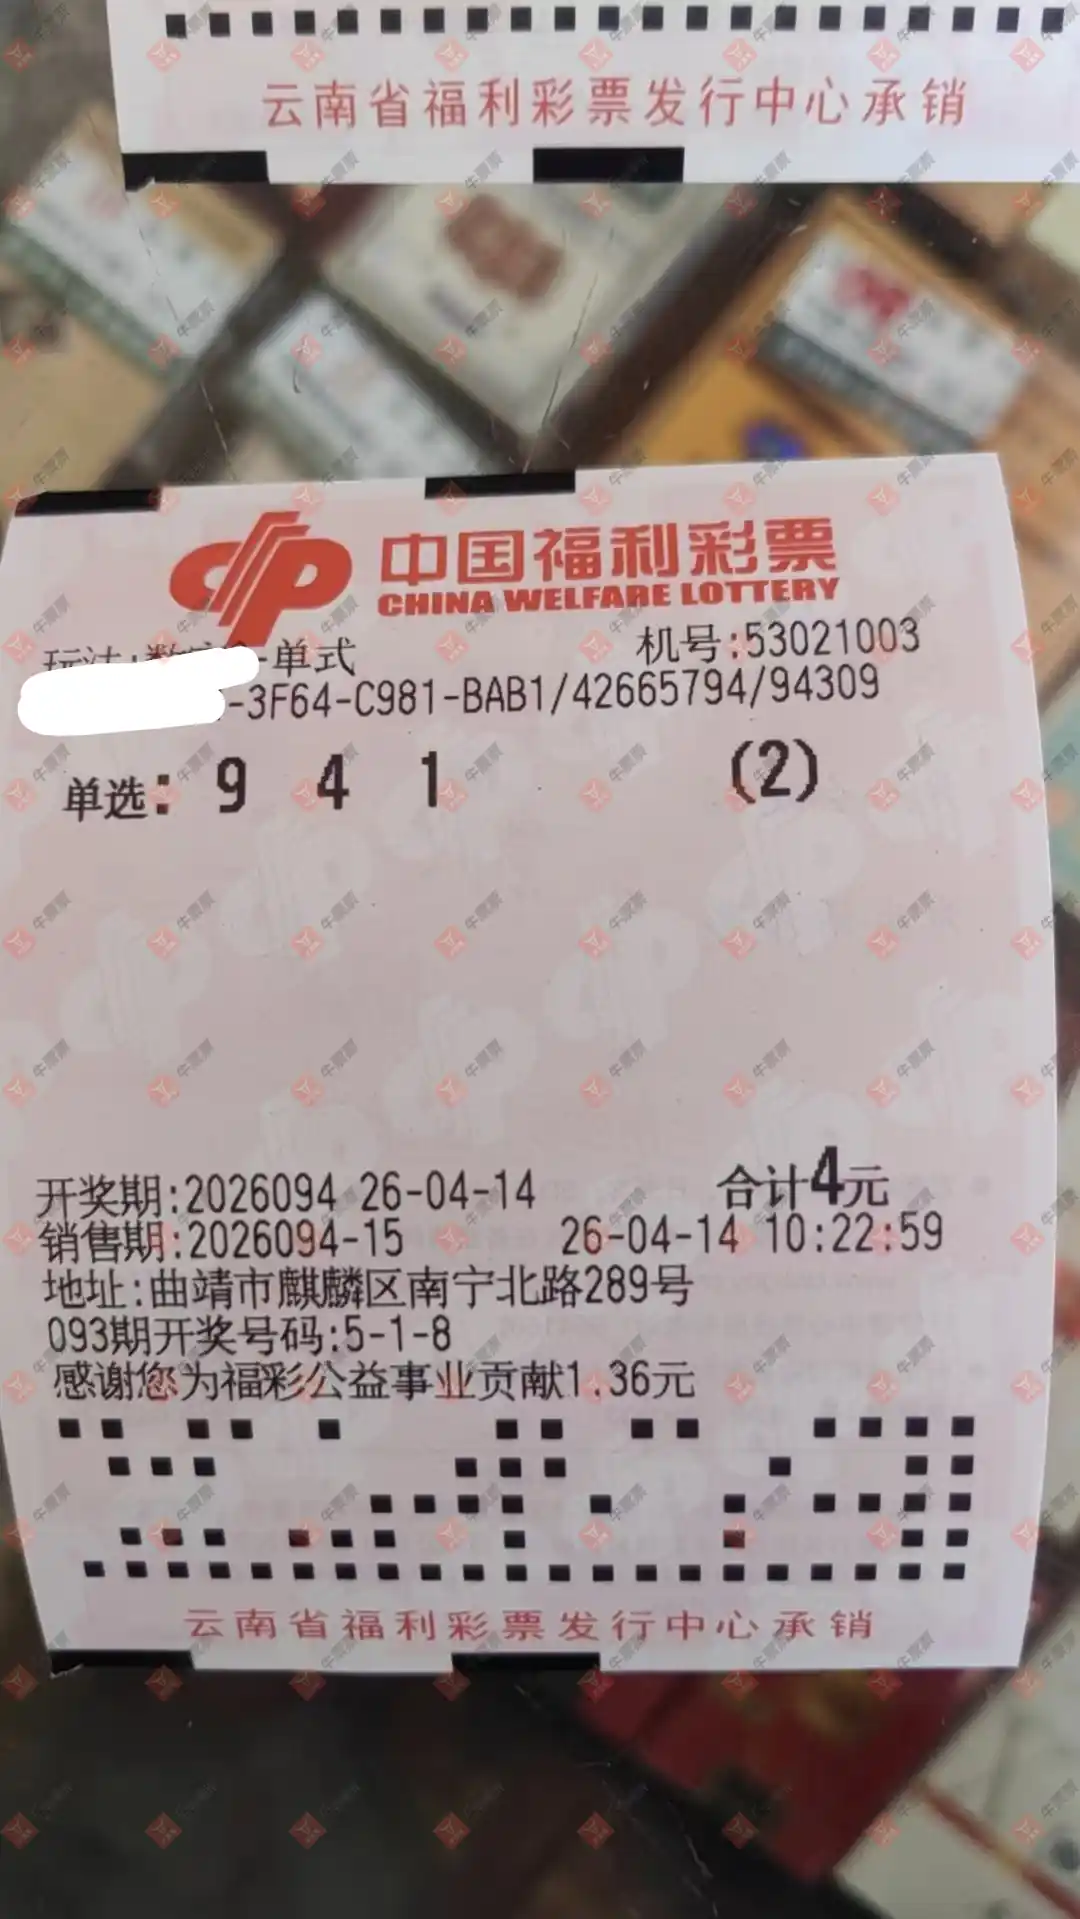 云南省福利彩票发行中心承销
中国福利彩票
CHINA WELFARE LOTTERY
-单式 机号:53021003
-3F64-C981-BAB1/42665794/94309
单选: 9 4 1 (2)
开奖期:2026094 26-04-14 合计4元
销售期:2026094-15 26-04-14 10:22:59
地址:曲靖市麒麟区南宁北路289号
093期开奖号码:5-1-8
感谢您为福彩公益事业贡献1.36元
云南省福利彩票发行中心承销
牛票票